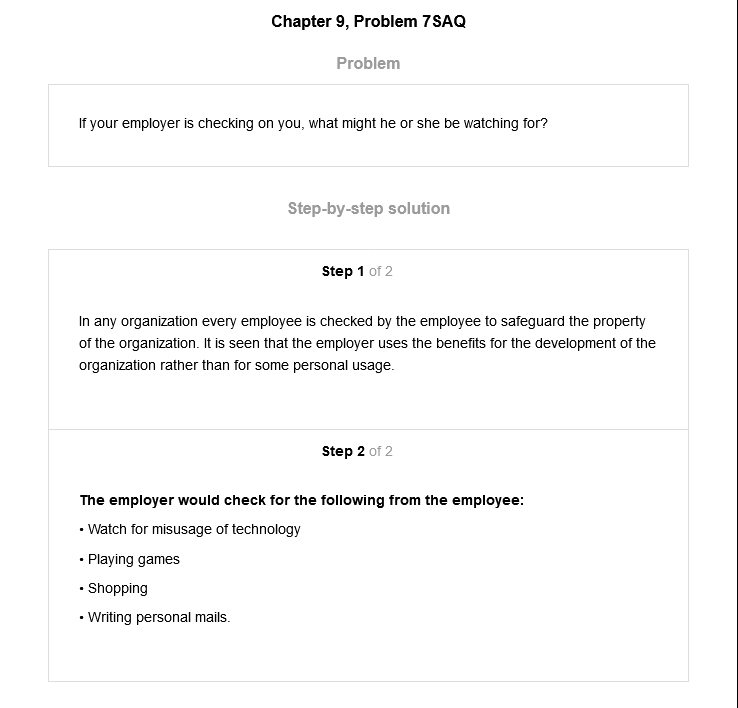 Chapter 9, Problem 7SAQ
Problem
If your employer is checking on you, what might he or she be watching for?
Step-by-step solution
Step 1 of 2
In any organization every employee is checked by the employee to safeguard the property
of the organization. It is seen that the employer uses the benefits for the development of the
organization rather than for some personal usage.
Step 2 of 2
The employer would check for the following from the employee:
• Watch for misusage of technology
• Playing games
• Shopping
• Writing personal mails.